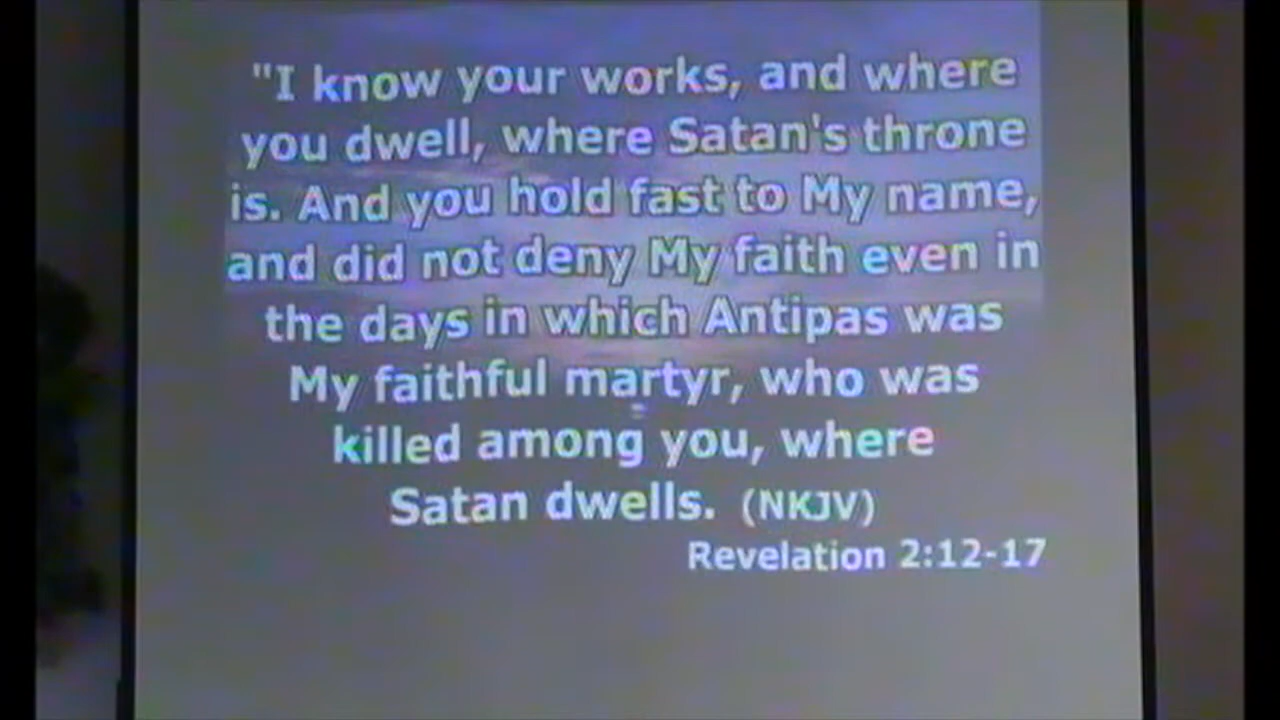 "I know your works, and where
you dwell, where Satan's throne
is. And you hold fast to My name,
and did not deny My faith even in
the days in which Antipas was
My faithful martyr, who was
killed among you, where
Satan dwells. (NKJV)
Revelation 2:12-17